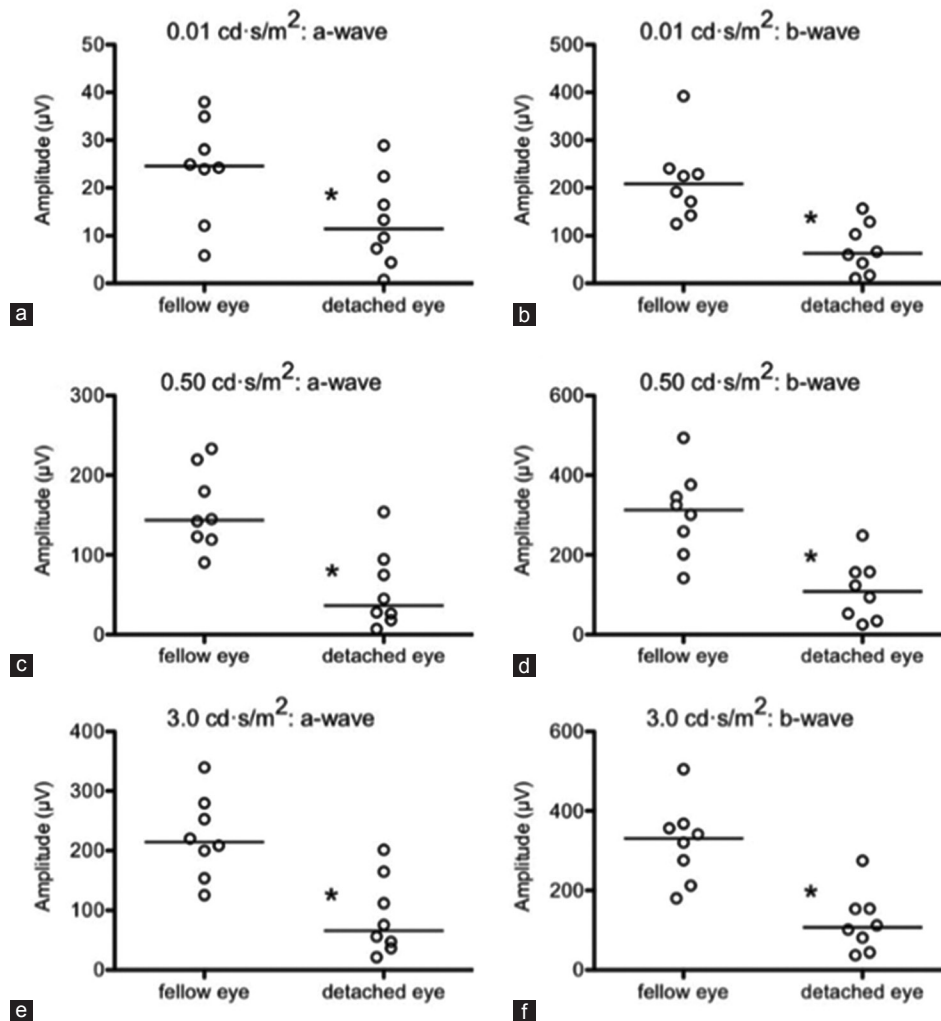 0.01 cd·s/m2: a-wave
50
40
30
20
10
0
Amplitude (μV)
*
fellow eye
detached eye
a
0.01 cd·s/m2: b-wave
500
400
300
200
100
0
Amplitude (μV)
*
fellow eye
detached eye
b
0.50 cd·s/m2: a-wave
300
200
100
0
Amplitude (μV)
*
fellow eye
detached eye
c
0.50 cd·s/m2: b-wave
600
400
200
0
Amplitude (μV)
*
fellow eye
detached eye
d
3.0 cd·s/m2: a-wave
400
300
200
100
0
Amplitude (μV)
*
fellow eye
detached eye
e
3.0 cd·s/m2: b-wave
600
400
200
0
Amplitude (μV)
*
fellow eye
detached eye
f